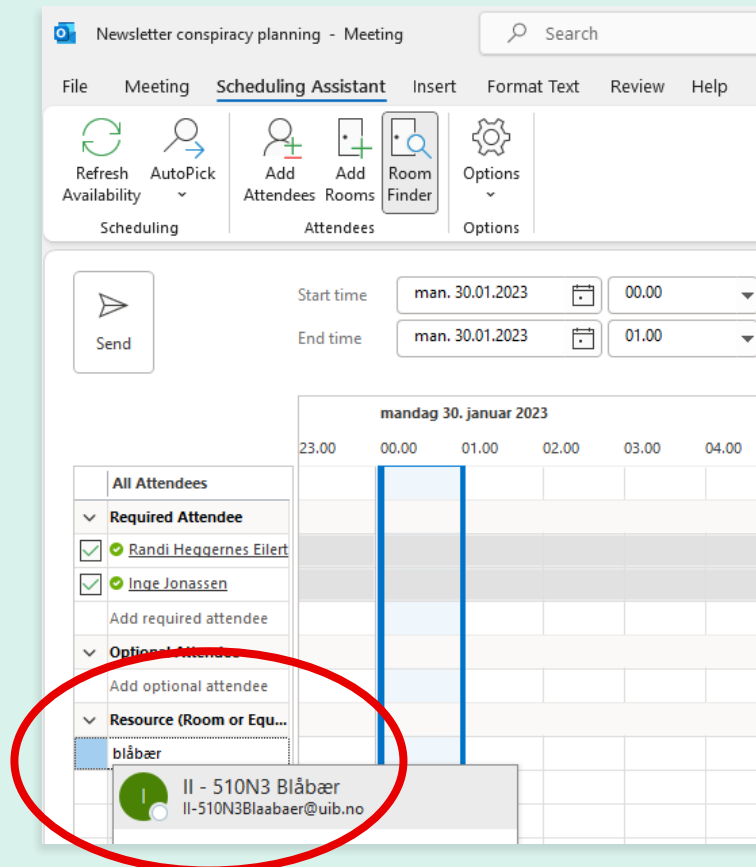 Newsletter conspiracy planning - Meeting
Search
File Meeting Scheduling Assistant Insert Format Text Review Help
Refresh Availability
AutoPick
Add Attendees
Add Rooms
Room Finder
Options
Scheduling
Attendees
Options
Send
Start time man. 30.01.2023 00.00
End time man. 30.01.2023 01.00
mandag 30. januar 2023
23.00 00.00 01.00 02.00 03.00 04.00
All Attendees
Required Attendee
Randi Heggernes Eilert
Inge Jonassen
Add required attendee
Optional Attendee
Add optional attendee
Resource (Room or Equ...
blåbær
I
II - 510N3 Blåbær
II-510N3Blaabaer@uib.no